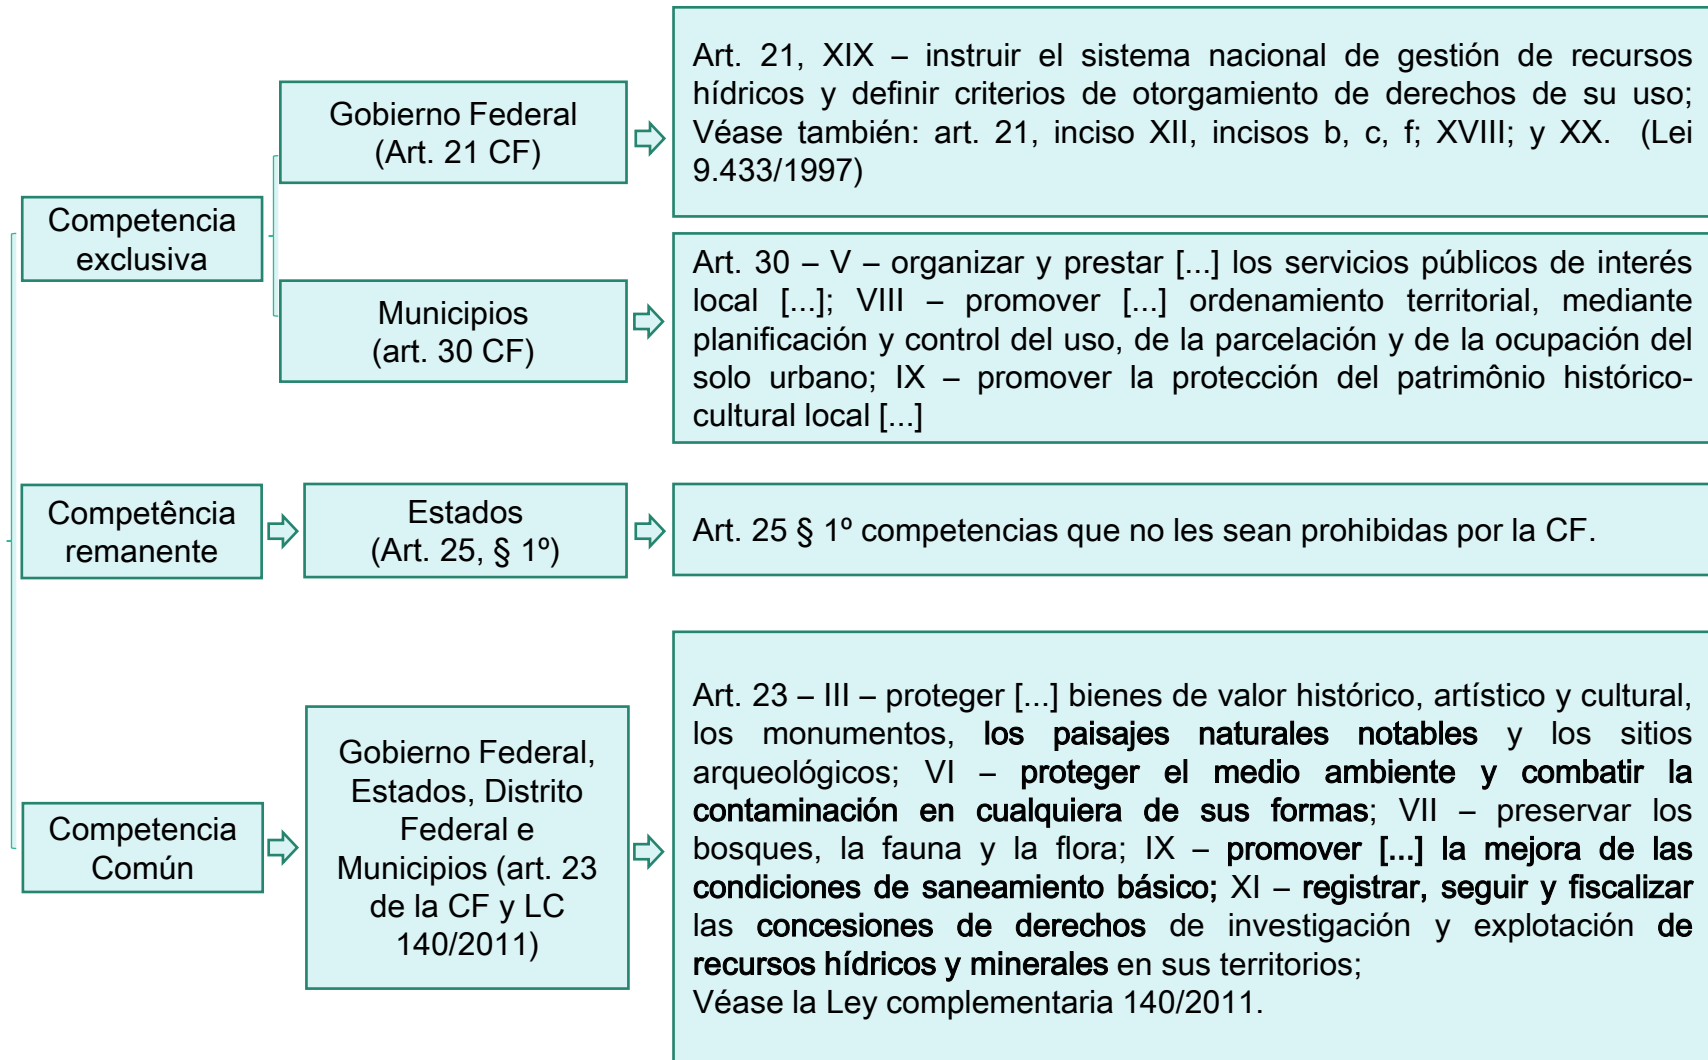 Competencia
exclusiva
Gobierno Federal
(Art. 21 CF)
Art. 21, XIX – instruir el sistema nacional de gestión de recursos
hídricos y definir criterios de otorgamiento de derechos de su uso;
Véase también: art. 21, inciso XII, incisos b, c, f; XVIII; y XX. (Lei
9.433/1997)
Municipios
(art. 30 CF)
Art. 30 – V – organizar y prestar [...] los servicios públicos de interés
local [...]; VIII – promover [...] ordenamiento territorial, mediante
planificación y control del uso, de la parcelación y de la ocupación del
solo urbano; IX – promover la protección del patrimônio histórico-
cultural local [...]
Competência
remanente
Estados
(Art. 25, § 1º)
Art. 25 § 1º competencias que no les sean prohibidas por la CF.
Competencia
Común
Gobierno Federal,
Estados, Distrito
Federal e
Municipios (art. 23
de la CF y LC
140/2011)
Art. 23 – III – proteger [...] bienes de valor histórico, artístico y cultural,
los monumentos, los paisajes naturales notables y los sitios
arqueológicos; VI – proteger el medio ambiente y combatir la
contaminación en cualquiera de sus formas; VII – preservar los
bosques, la fauna y la flora; IX – promover [...] la mejora de las
condiciones de saneamiento básico; XI – registrar, seguir y fiscalizar
las concesiones de derechos de investigación y explotación de
recursos hídricos y minerales en sus territorios;
Véase la Ley complementaria 140/2011.